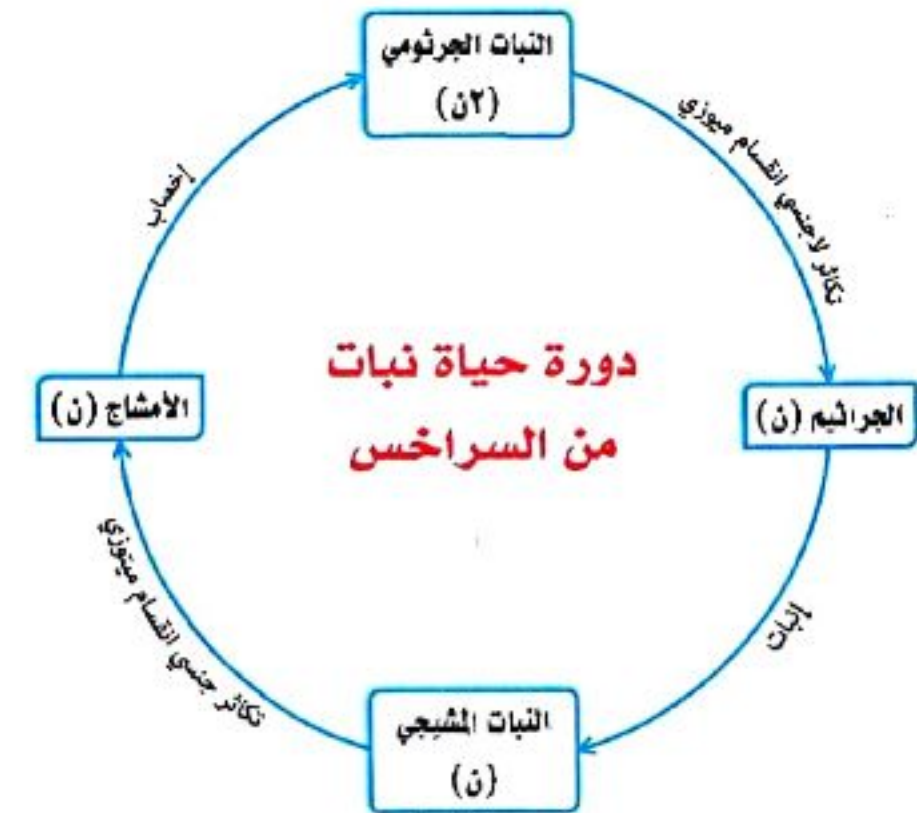 النبات الجرثومي
(٢ن)
تكاثر لاجنسي انقسام ميوزي
إخصاب
دورة حياة نبات
من السراخس
الجراثيم (ن)
الأمشاج (ن)
إنبات
تكاثر جنسي انقسام ميتوزي
النبات المشيجي
(ن)